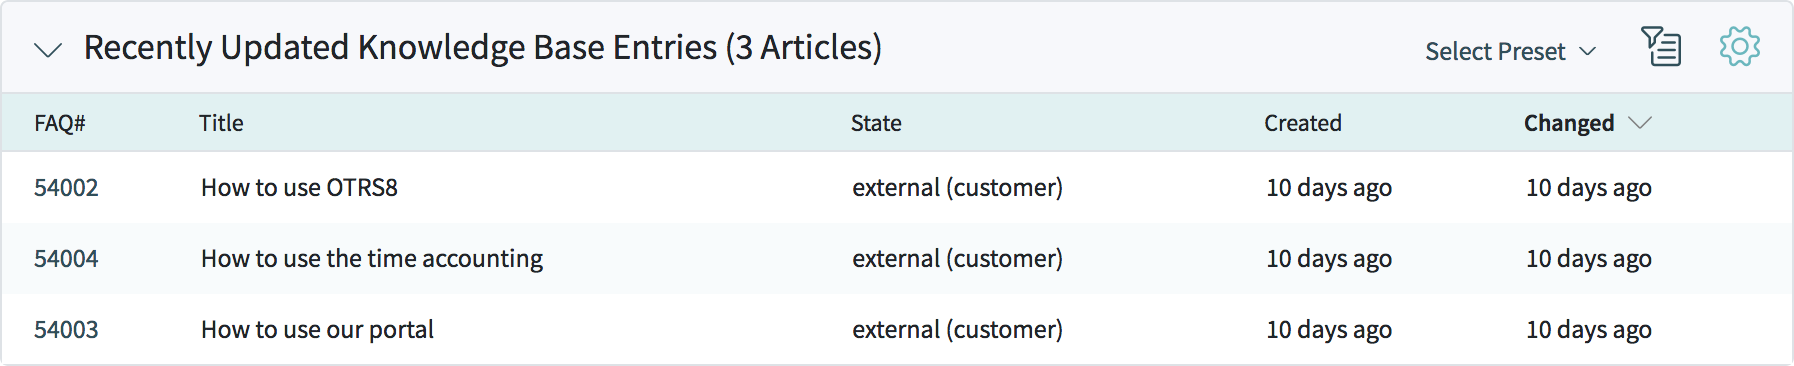 Recently Updated Knowledge Base Entries (3 Articles) Select Preset
FAQ# Title State Created Changed
54002 How to use OTRS8 external (customer) 10 days ago 10 days ago
54004 How to use the time accounting external (customer) 10 days ago 10 days ago
54003 How to use our portal external (customer) 10 days ago 10 days ago